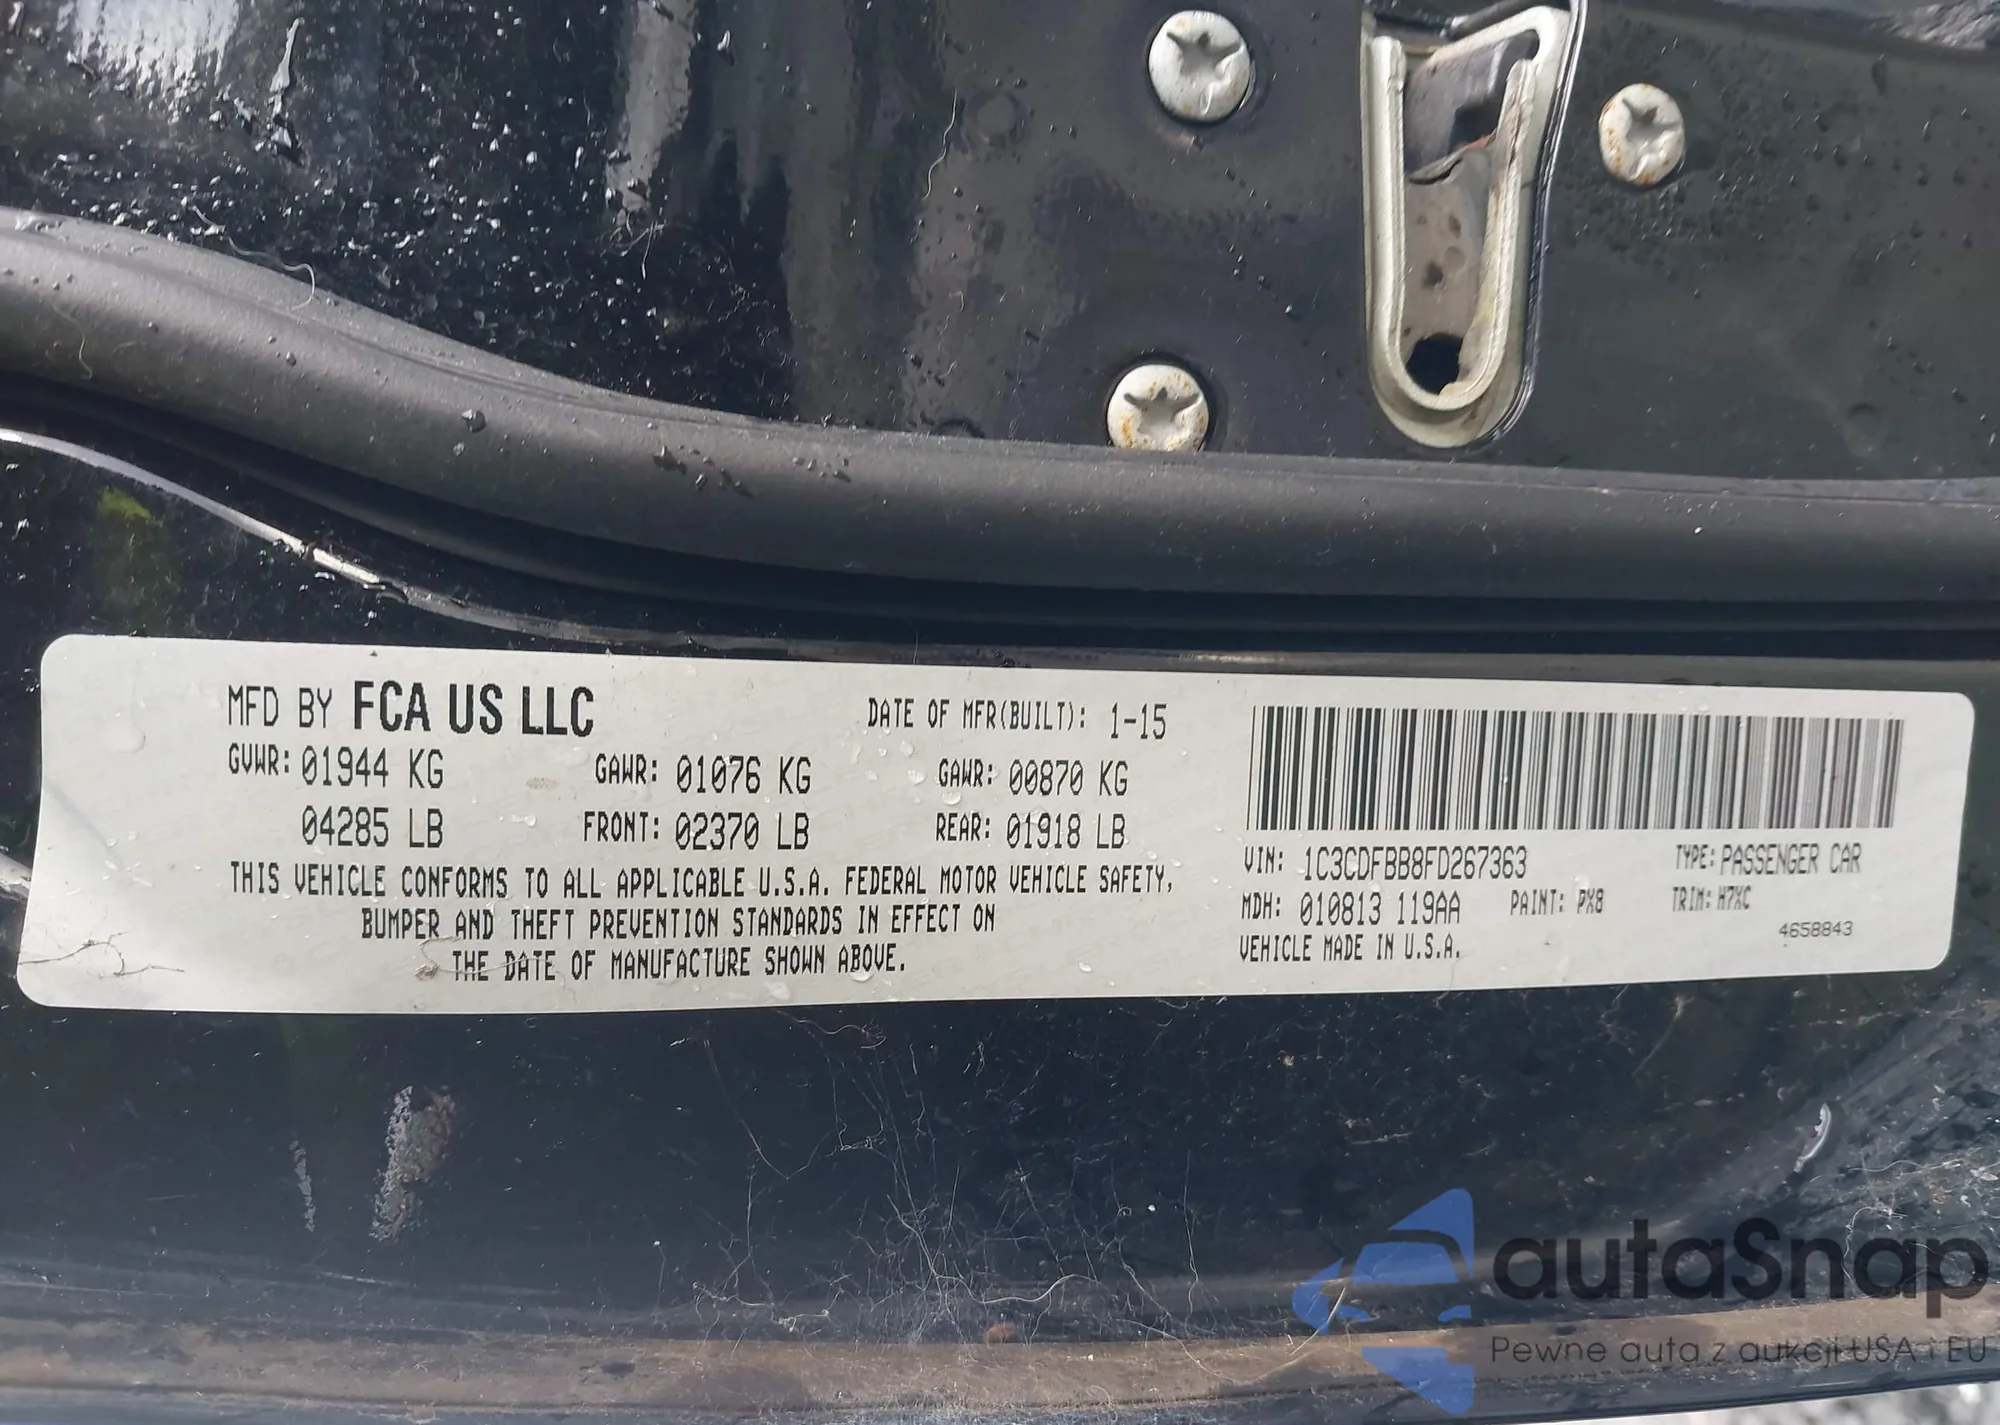 MFD BY FCA US LLC
DATE OF MFR(BUILT): 1-15
GVWR: 01944 KG
GAWR: 01076 KG
GAWR: 00870 KG
04285 LB
FRONT: 02370 LB
REAR: 01918 LB
THIS VEHICLE CONFORMS TO ALL APPLICABLE U.S.A. FEDERAL MOTOR VEHICLE SAFETY,
BUMPER AND THEFT PREVENTION STANDARDS IN EFFECT ON
THE DATE OF MANUFACTURE SHOWN ABOVE.
VIN: 1C3CDFBB8FD267363
TYPE: PASSENGER CAR
MDH: 010813 119AA
PAINT: PX8
TRIM: H7XC
4658843
VEHICLE MADE IN U.S.A.
autaSnap
Pewne auta z aukcji USA i EU